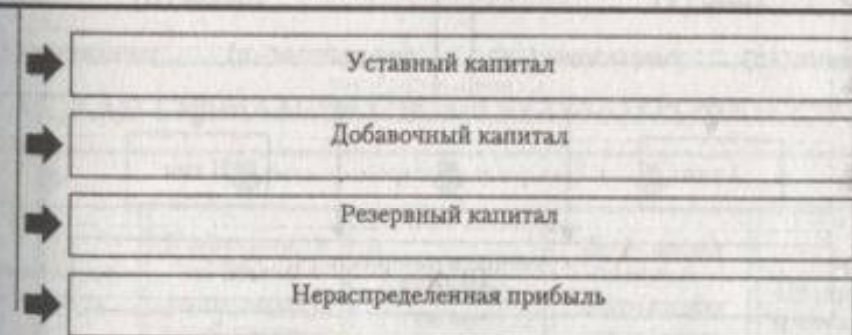 Уставный капитал
Добавочный капитал
Резервный капитал
Нераспределенная прибыль